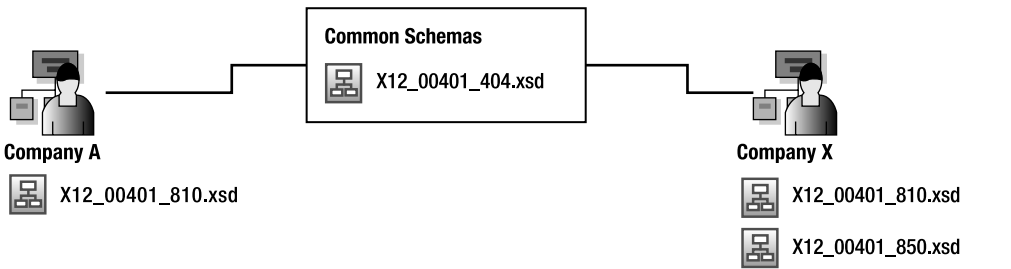 Common Schemas
X12_00401_404.xsd
Company A
X12_00401_810.xsd
Company X
X12_00401_810.xsd
X12_00401_850.xsd